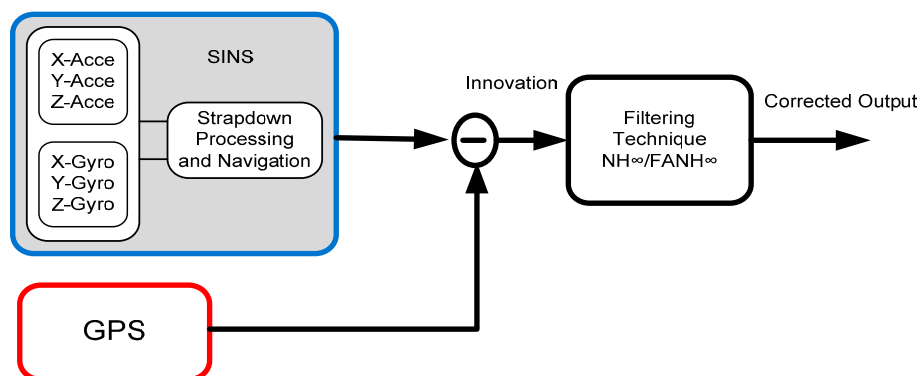 X-Acce
Y-Acce
Z-Acce
X-Gyro
Y-Gyro
Z-Gyro
SINS
Strapdown
Processing
and Navigation
Innovation
Filtering
Technique
NH∞/FANH∞
Corrected Output
GPS